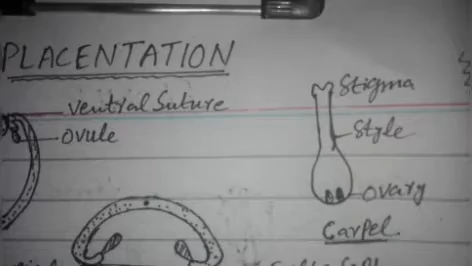 PLACENTATION
Ventral Suture
Ovule
Stigma
Style
Ovary
Carpel